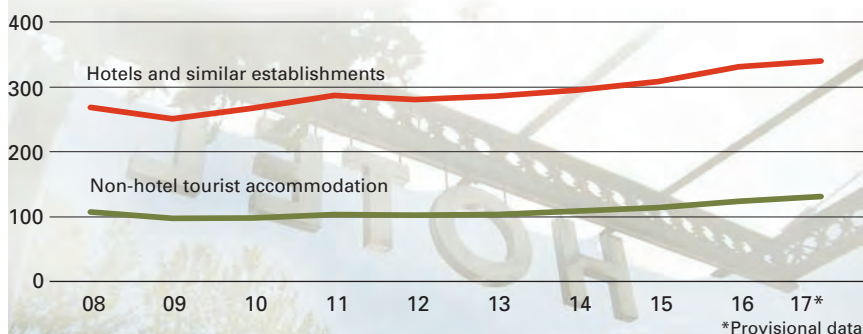 400
Hotels and similar establishments
300
200
Non-hotel tourist accommodation
100
0
08 09 10 11 12 13 14 15 16 17*
*Provisional data
HOTEL